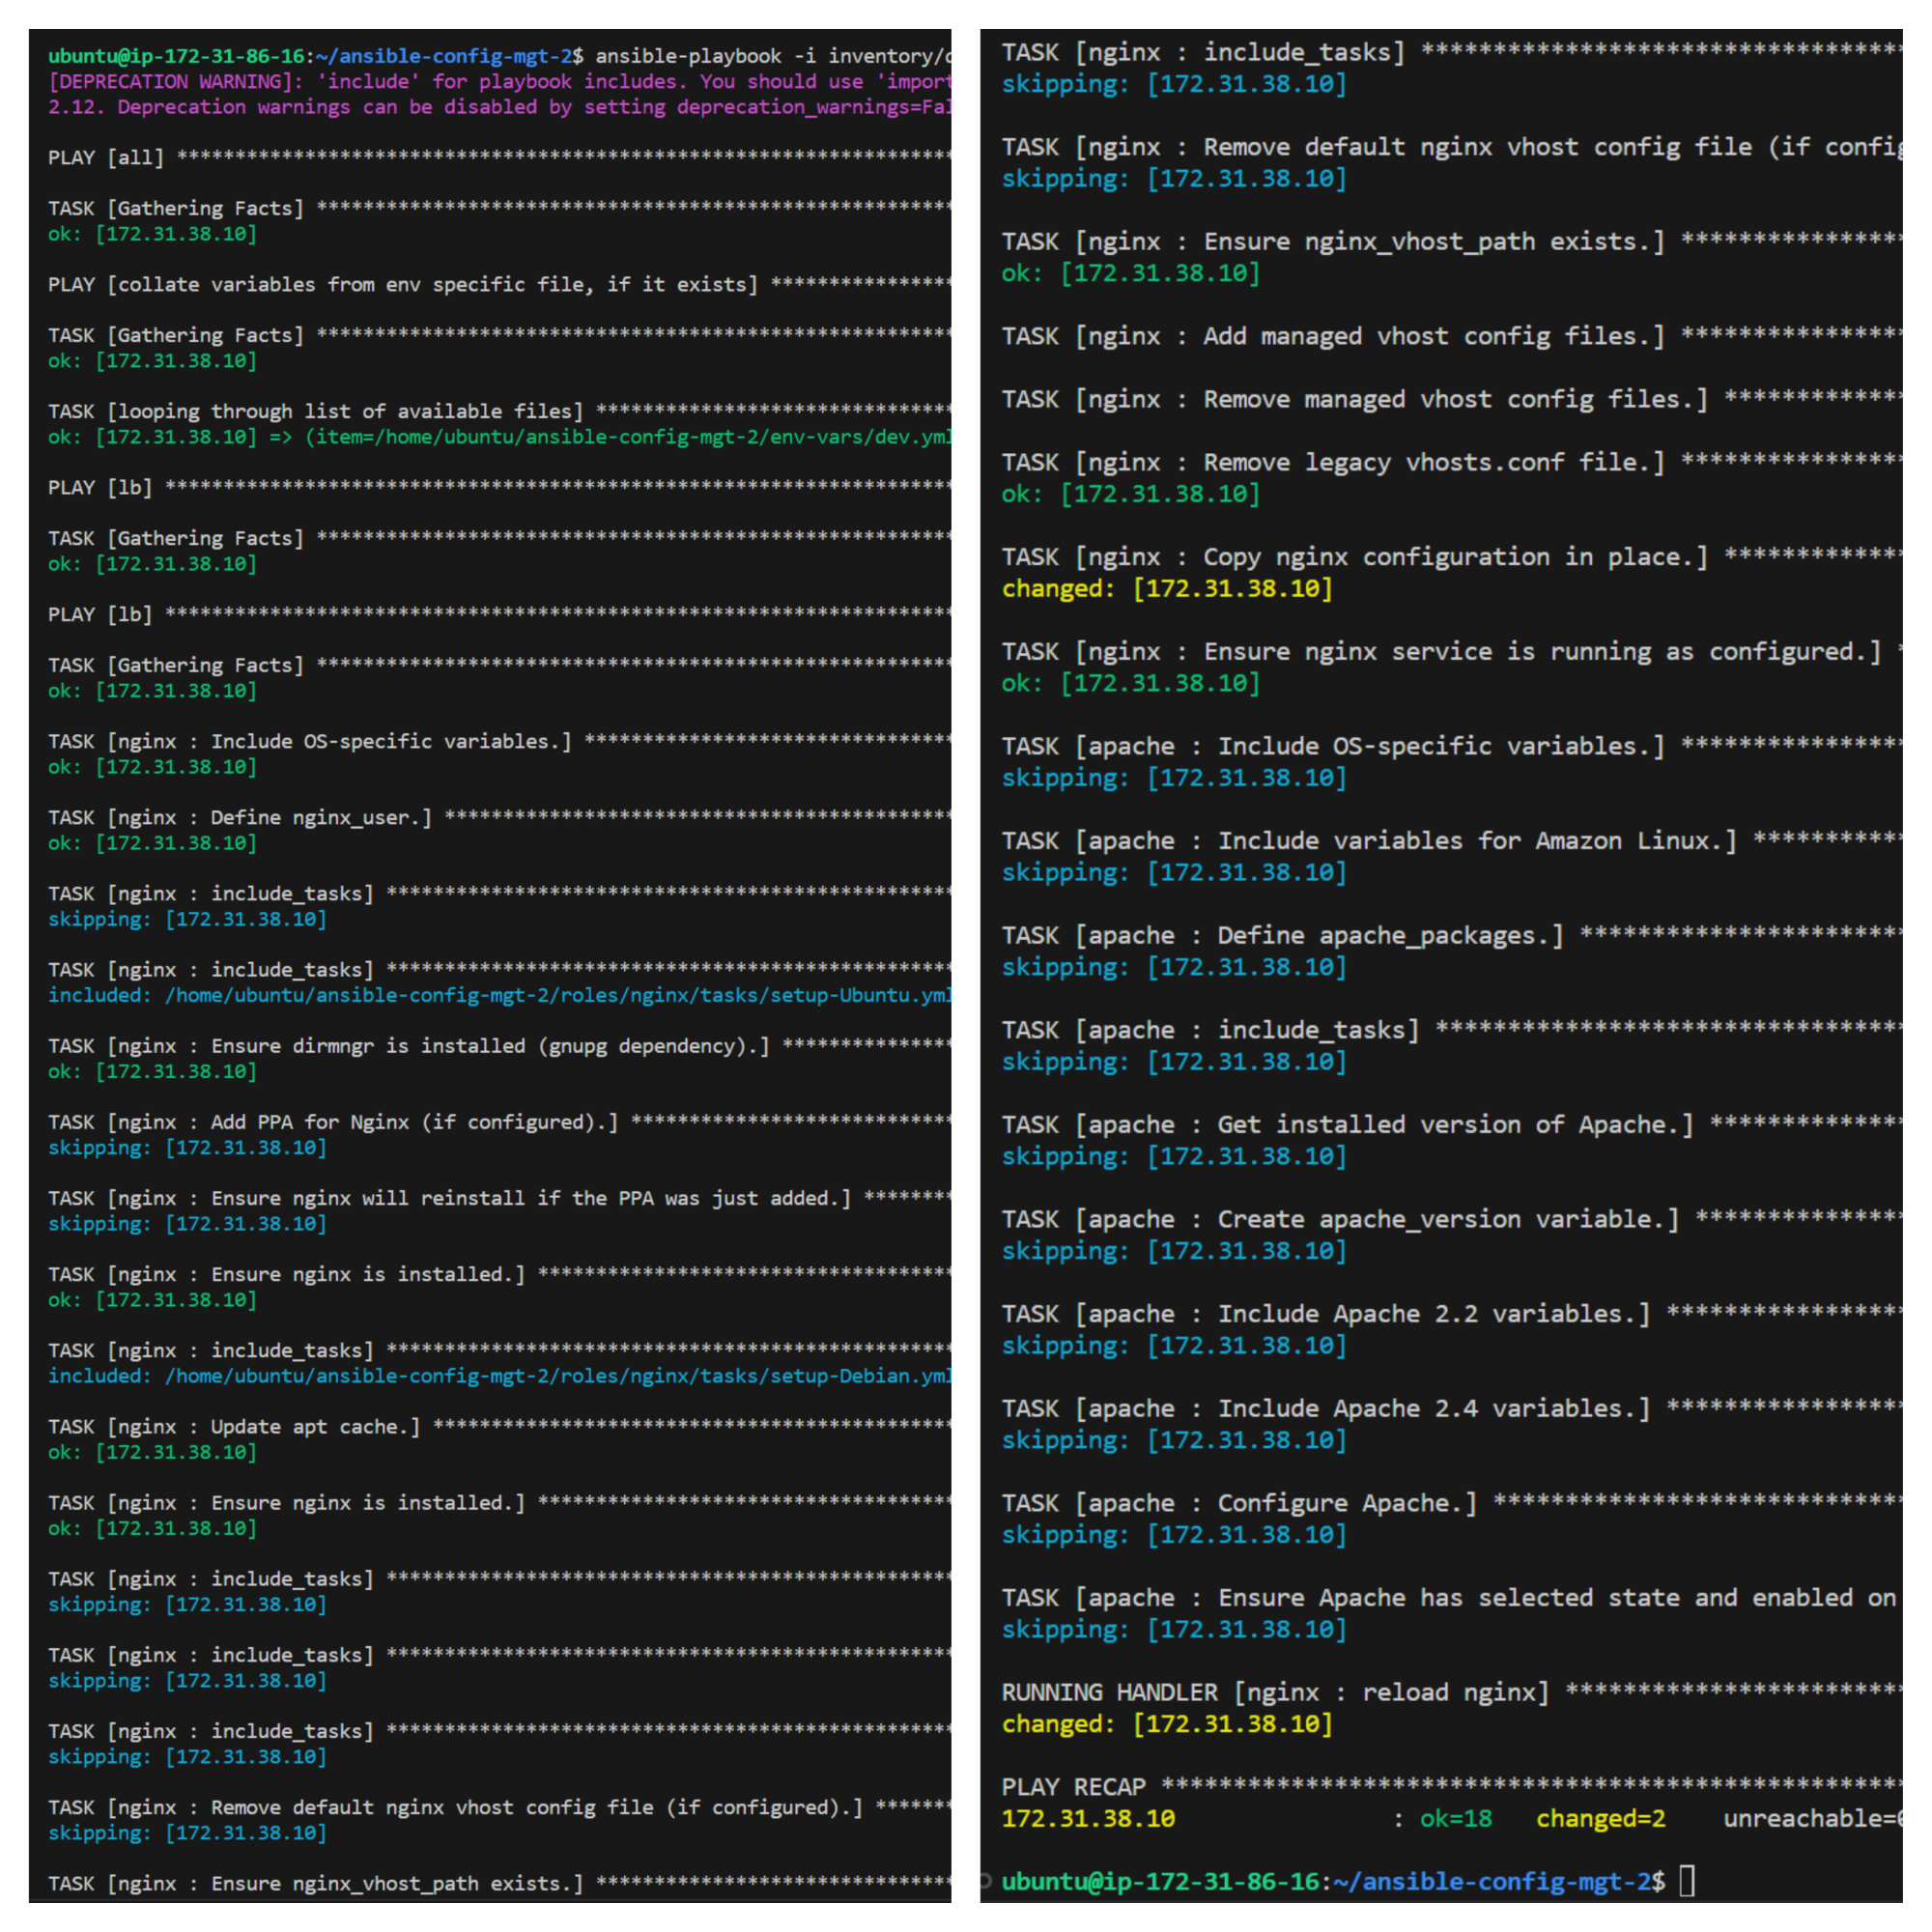 ubuntu@ip-172-31-86-16:~/ansible-config-mgt-2$ ansible-playbook -i inventory/
[DEPRECATION WARNING]: 'include' for playbook includes. You should use 'import
2.12. Deprecation warnings can be disabled by setting deprecation_warnings=Fal
PLAY [all] ********************************************************************
TASK [Gathering Facts] ********************************************************
ok: [172.31.38.10]
PLAY [collate variables from env specific file, if it exists] ****************
TASK [Gathering Facts] ********************************************************
ok: [172.31.38.10]
TASK [looping through list of available files] *******************************
ok: [172.31.38.10] => (item=/home/ubuntu/ansible-config-mgt-2/env-vars/dev.yml
PLAY [lb] *********************************************************************
TASK [Gathering Facts] ********************************************************
ok: [172.31.38.10]
PLAY [lb] *********************************************************************
TASK [Gathering Facts] ********************************************************
ok: [172.31.38.10]
TASK [nginx : Include OS-specific variables.] ********************************
ok: [172.31.38.10]
TASK [nginx : Define nginx_user.] ********************************************
ok: [172.31.38.10]
TASK [nginx : include_tasks] *************************************************
skipping: [172.31.38.10]
TASK [nginx : include_tasks] *************************************************
included: /home/ubuntu/ansible-config-mgt-2/roles/nginx/tasks/setup-Ubuntu.yml
TASK [nginx : Ensure dirmngr is installed (gnupg dependency).] ***************
ok: [172.31.38.10]
TASK [nginx : Add PPA for Nginx (if configured).] ****************************
skipping: [172.31.38.10]
TASK [nginx : Ensure nginx will reinstall if the PPA was just added.] ********
skipping: [172.31.38.10]
TASK [nginx : Ensure nginx is installed.] ************************************
ok: [172.31.38.10]
TASK [nginx : include_tasks] *************************************************
included: /home/ubuntu/ansible-config-mgt-2/roles/nginx/tasks/setup-Debian.yml
TASK [nginx : Update apt cache.] *********************************************
ok: [172.31.38.10]
TASK [nginx : Ensure nginx is installed.] ************************************
ok: [172.31.38.10]
TASK [nginx : include_tasks] *************************************************
skipping: [172.31.38.10]
TASK [nginx : include_tasks] *************************************************
skipping: [172.31.38.10]
TASK [nginx : include_tasks] *************************************************
skipping: [172.31.38.10]
TASK [nginx : Remove default nginx vhost config file (if configured).] *******
skipping: [172.31.38.10]
TASK [nginx : Ensure nginx_vhost_path exists.] *******************************
TASK [nginx : include_tasks] **********************************
skipping: [172.31.38.10]
TASK [nginx : Remove default nginx vhost config file (if config
skipping: [172.31.38.10]
TASK [nginx : Ensure nginx_vhost_path exists.] ****************
ok: [172.31.38.10]
TASK [nginx : Add managed vhost config files.] ****************
TASK [nginx : Remove managed vhost config files.] *************
TASK [nginx : Remove legacy vhosts.conf file.] ****************
ok: [172.31.38.10]
TASK [nginx : Copy nginx configuration in place.] *************
changed: [172.31.38.10]
TASK [nginx : Ensure nginx service is running as configured.] *
ok: [172.31.38.10]
TASK [apache : Include OS-specific variables.] ****************
skipping: [172.31.38.10]
TASK [apache : Include variables for Amazon Linux.] ***********
skipping: [172.31.38.10]
TASK [apache : Define apache_packages.] ***********************
skipping: [172.31.38.10]
TASK [apache : include_tasks] *********************************
skipping: [172.31.38.10]
TASK [apache : Get installed version of Apache.] **************
skipping: [172.31.38.10]
TASK [apache : Create apache_version variable.] ***************
skipping: [172.31.38.10]
TASK [apache : Include Apache 2.2 variables.] *****************
skipping: [172.31.38.10]
TASK [apache : Include Apache 2.4 variables.] *****************
skipping: [172.31.38.10]
TASK [apache : Configure Apache.] *****************************
skipping: [172.31.38.10]
TASK [apache : Ensure Apache has selected state and enabled on
skipping: [172.31.38.10]
RUNNING HANDLER [nginx : reload nginx] ************************
changed: [172.31.38.10]
PLAY RECAP ****************************************************
172.31.38.10 : ok=18 changed=2 unreachable=0
ubuntu@ip-172-31-86-16:~/ansible-config-mgt-2$